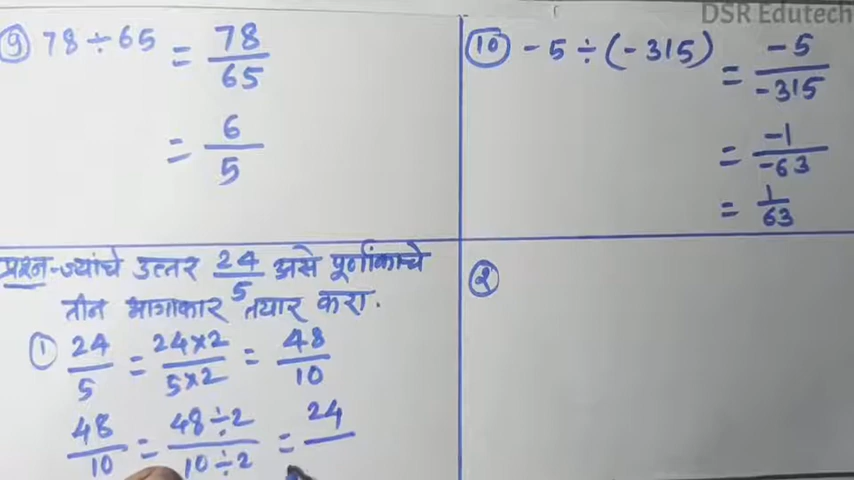 DSR Edutech
9 78 ÷ 65 = 78/65
= 6/5
10 -5 ÷ (-315) = -5/-315
= -1/-63
= 1/63
प्रश्न - ज्यांचे उत्तर 24/5 असे पूर्णांकाचे
तीन भागाकार तयार करा.
१ 24/5 = 24×2/5×2 = 48/10
48/10 = 48÷2/10÷2 = 24
२